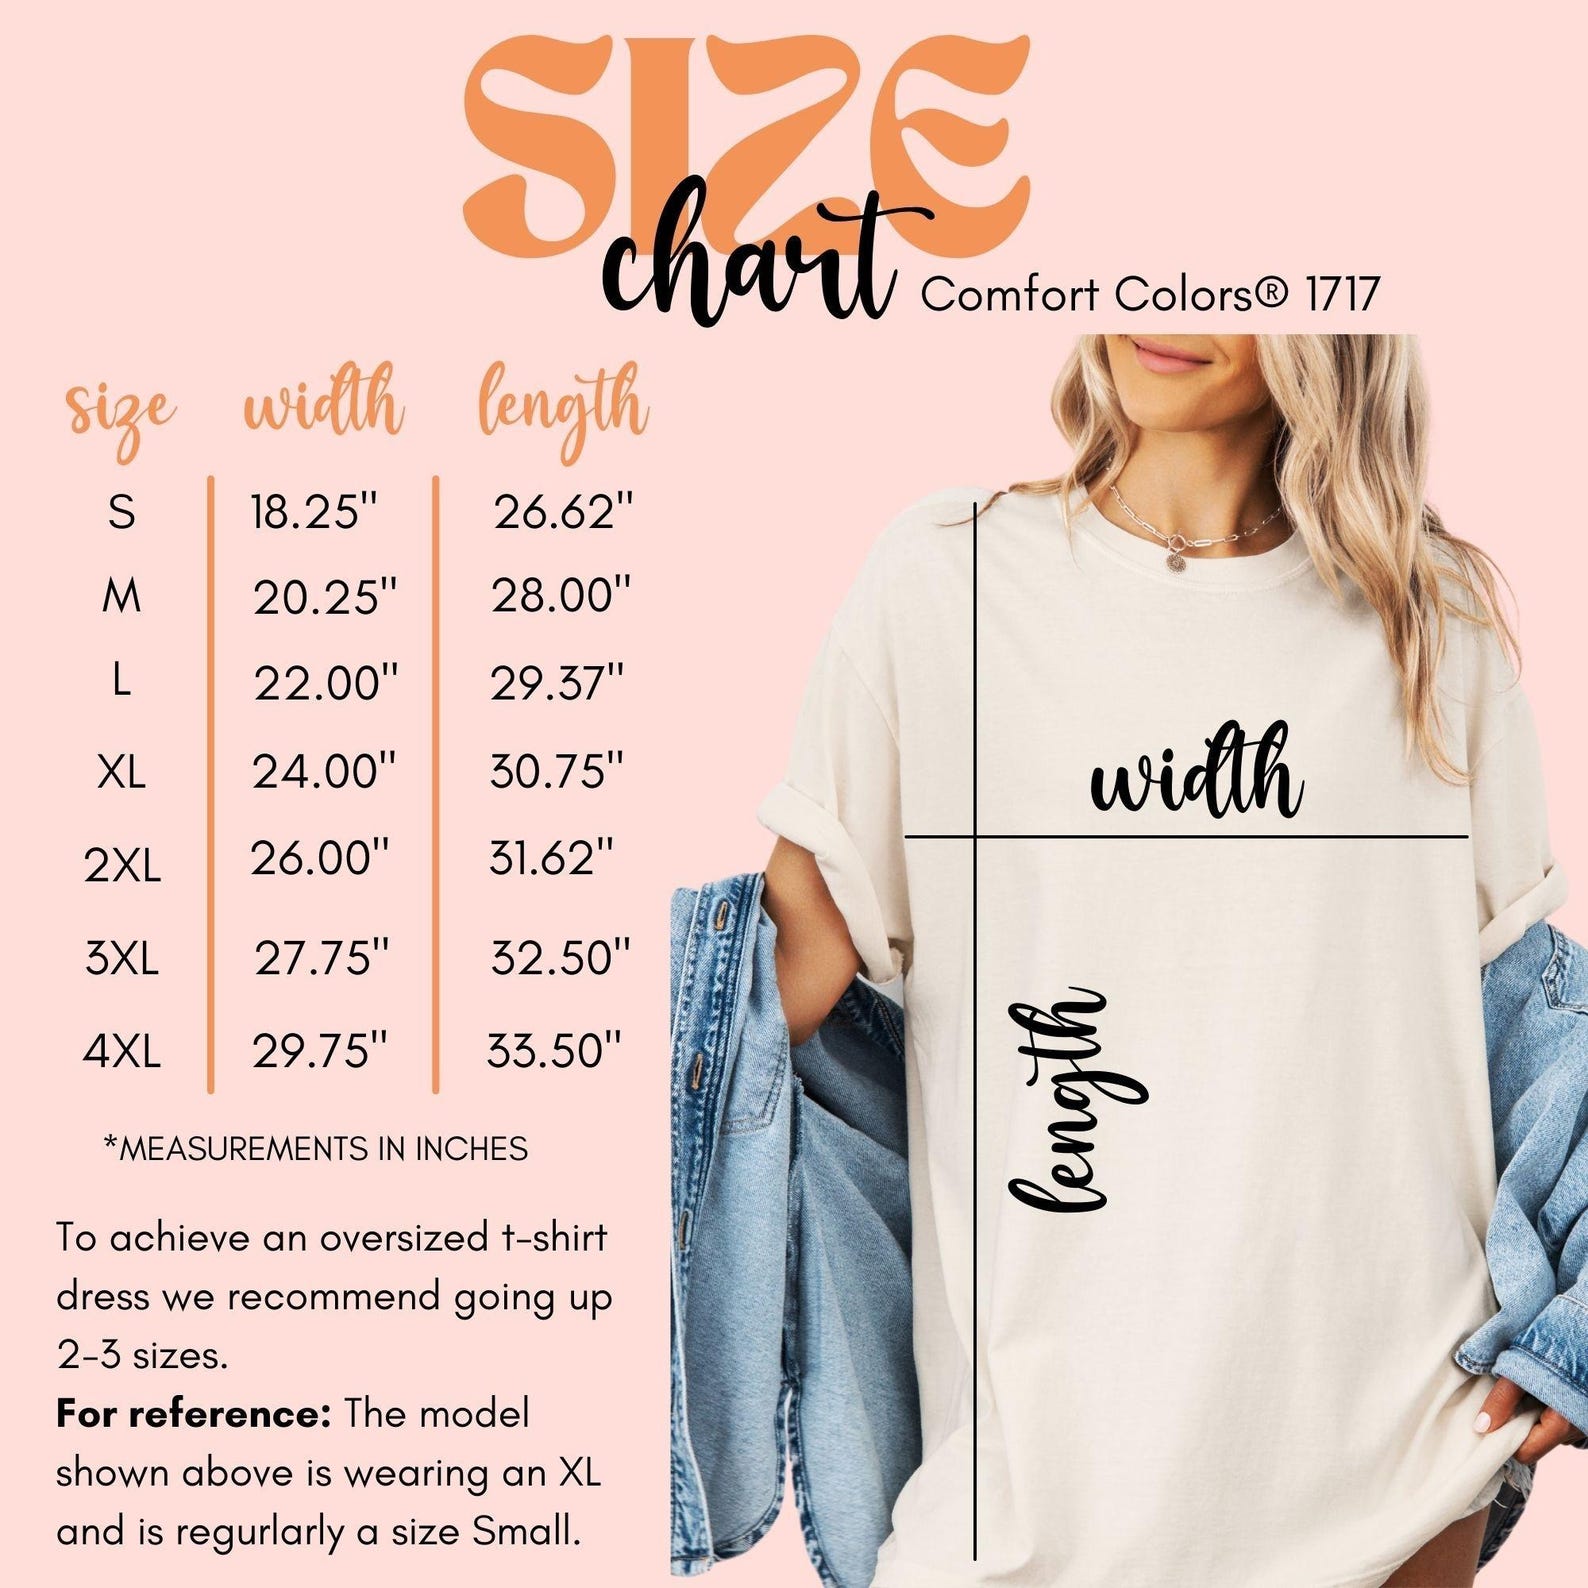 SIZE
chart Comfort Colors® 1717
size width length
S 18.25" 26.62"
M 20.25" 28.00"
L 22.00" 29.37"
XL 24.00" 30.75"
2XL 26.00" 31.62"
3XL 27.75" 32.50"
4XL 29.75" 33.50"
*MEASUREMENTS IN INCHES
To achieve an oversized t-shirt
dress we recommend going up
2-3 sizes.
For reference: The model
shown above is wearing an XL
and is regurlarly a size Small.
width
length